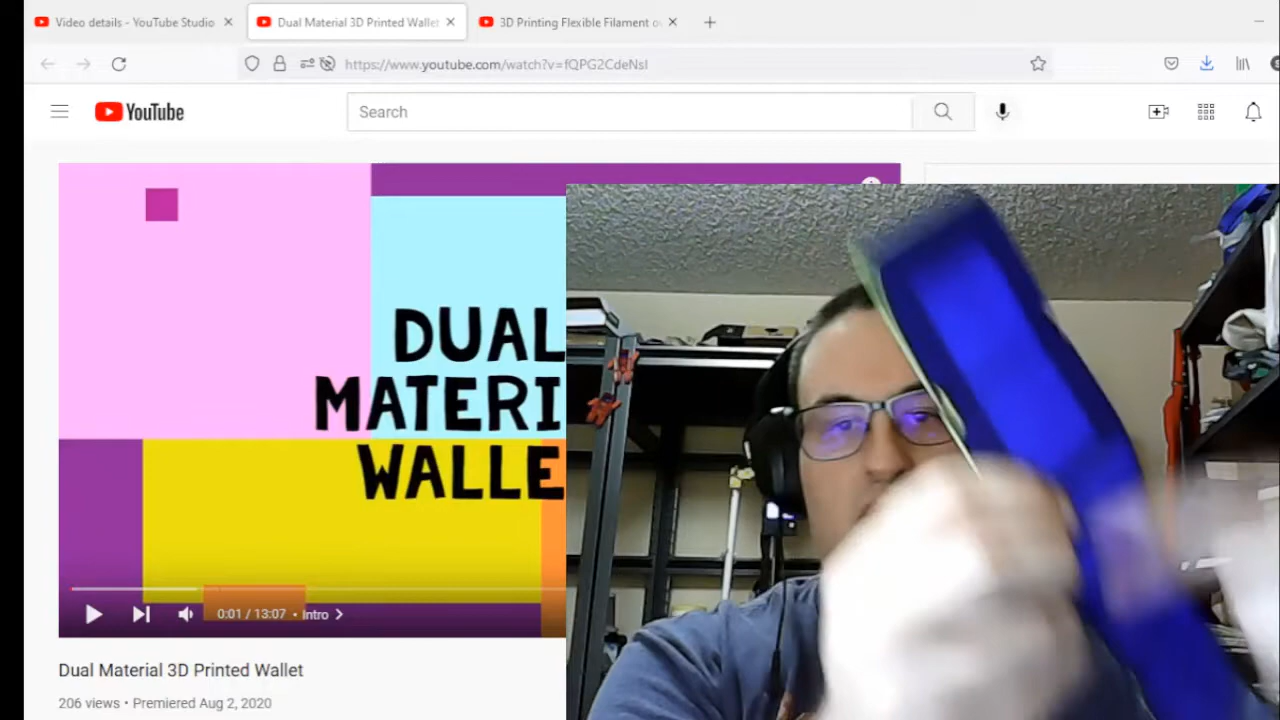 Video details - YouTube Studio
Dual Material 3D Printed Wallet
3D Printing Flexible Filament
https://www.youtube.com/watch?v=fQPG2CdeNsI
YouTube
Search
DUAL
MATERI
WALLE
0:01 / 13:07 • Intro
Dual Material 3D Printed Wallet
206 views • Premiered Aug 2, 2020